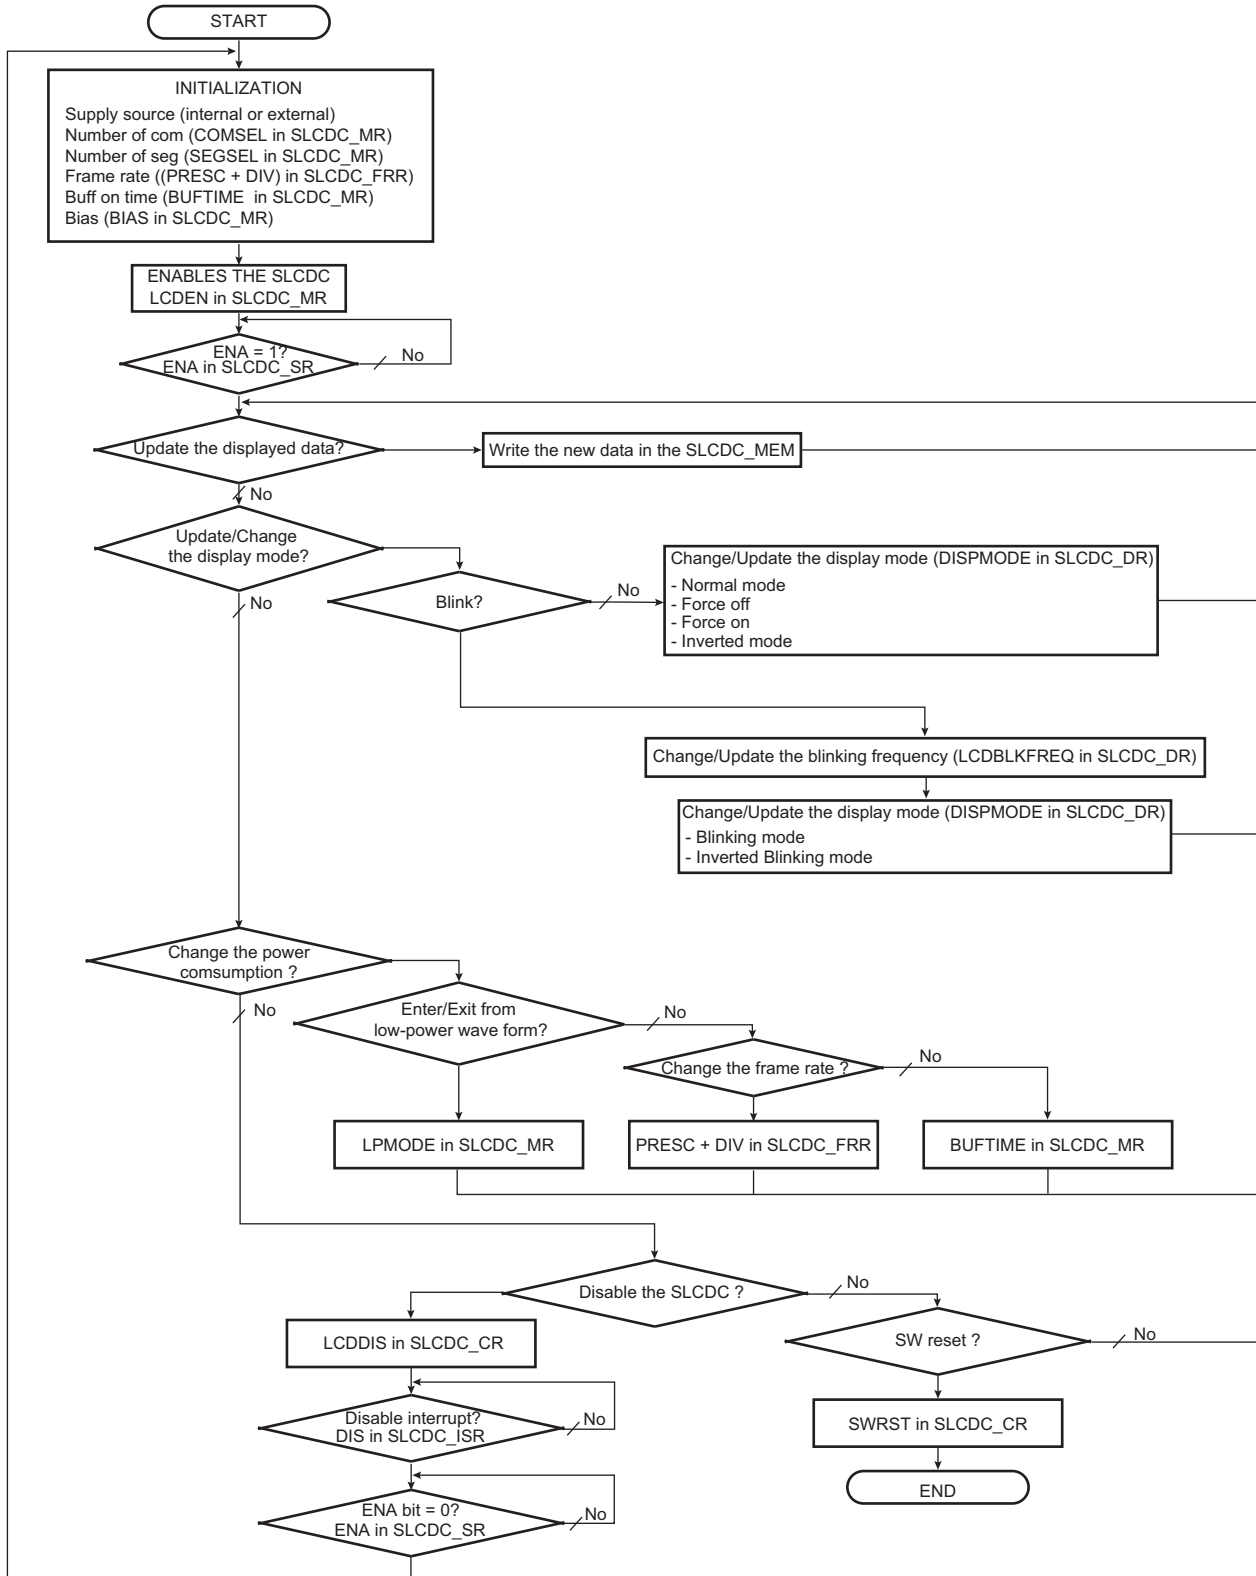 START
INITIALIZATION
Supply source (internal or external)
Number of com (COMSEL in SLCDC_MR)
Number of seg (SEGSEL in SLCDC_MR)
Frame rate ((PRESC + DIV) in SLCDC_FRR)
Buff on time (BUFTIME in SLCDC_MR)
Bias (BIAS in SLCDC_MR)
ENABLES THE SLCDC
LCDEN in SLCDC_MR
ENA = 1?
ENA in SLCDC_SR
No
Update the displayed data?
Write the new data in the SLCDC_MEM
No
Update/Change
the display mode?
No
Blink?
No
Change/Update the display mode (DISPMODE in SLCDC_DR)
- Normal mode
- Force off
- Force on
- Inverted mode
Change/Update the blinking frequency (LCDBLKFREQ in SLCDC_DR)
Change/Update the display mode (DISPMODE in SLCDC_DR)
- Blinking mode
- Inverted Blinking mode
Change the power
comsumption ?
No
Enter/Exit from
low-power wave form?
No
Change the frame rate ?
No
LPMODE in SLCDC_MR
PRESC + DIV in SLCDC_FRR
BUFTIME in SLCDC_MR
Disable the SLCDC ?
No
LCDDIS in SLCDC_CR
SW reset ?
No
Disable interrupt?
DIS in SLCDC_ISR
No
SWRST in SLCDC_CR
END
ENA bit = 0?
ENA in SLCDC_SR
No